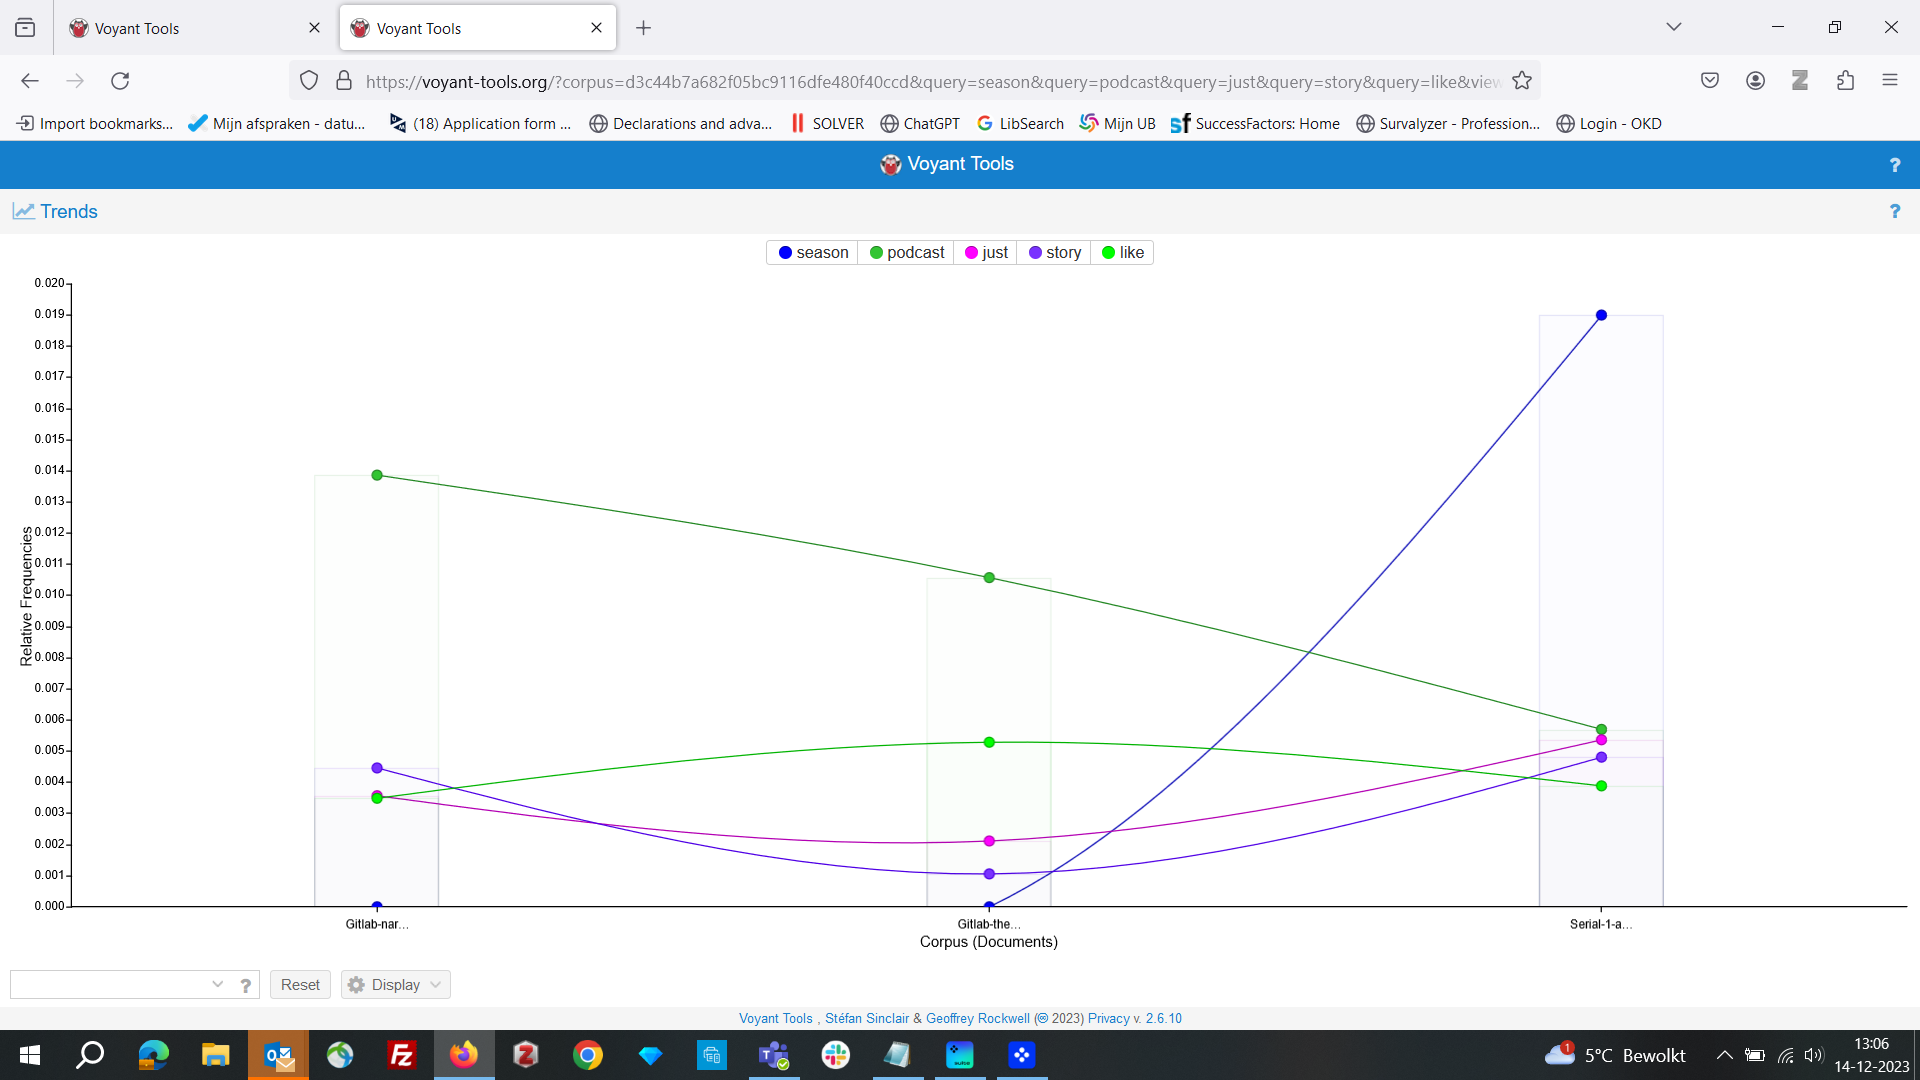 Voyant Tools
Voyant Tools
https://voyant-tools.org/?corpus=d3c44b7a682f05bc9116dfe480f40ccd&query=season&query=podcast&query=just&query=story&query=like&view
Import bookmarks...
Mijn afspraken - datu...
(18) Application form ...
Declarations and adva...
SOLVER
ChatGPT
LibSearch
Mijn UB
SuccessFactors: Home
Survalyzer - Profession...
Login - OKD
Voyant Tools
?
Trends
?
season podcast just story like
0.020
0.019
0.018
0.017
0.016
0.015
0.014
0.013
0.012
0.011
0.010
0.009
0.008
0.007
0.006
0.005
0.004
0.003
0.002
0.001
0.000
Relative Frequencies
Gitlab-nar... Gitlab-the... Serial-1-a...
Corpus (Documents)
? Reset Display
Voyant Tools , Stéfan Sinclair & Geoffrey Rockwell (🅭 2023) Privacy v. 2.6.10
1
5°C Bewolkt
13:06
14-12-2023